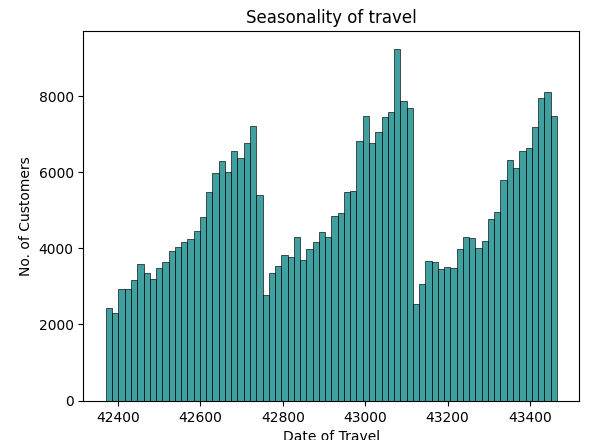 Seasonality of travel
No. of Customers
8000
6000
4000
2000
0
42400 42600 42800 43000 43200 43400
Date of Travel